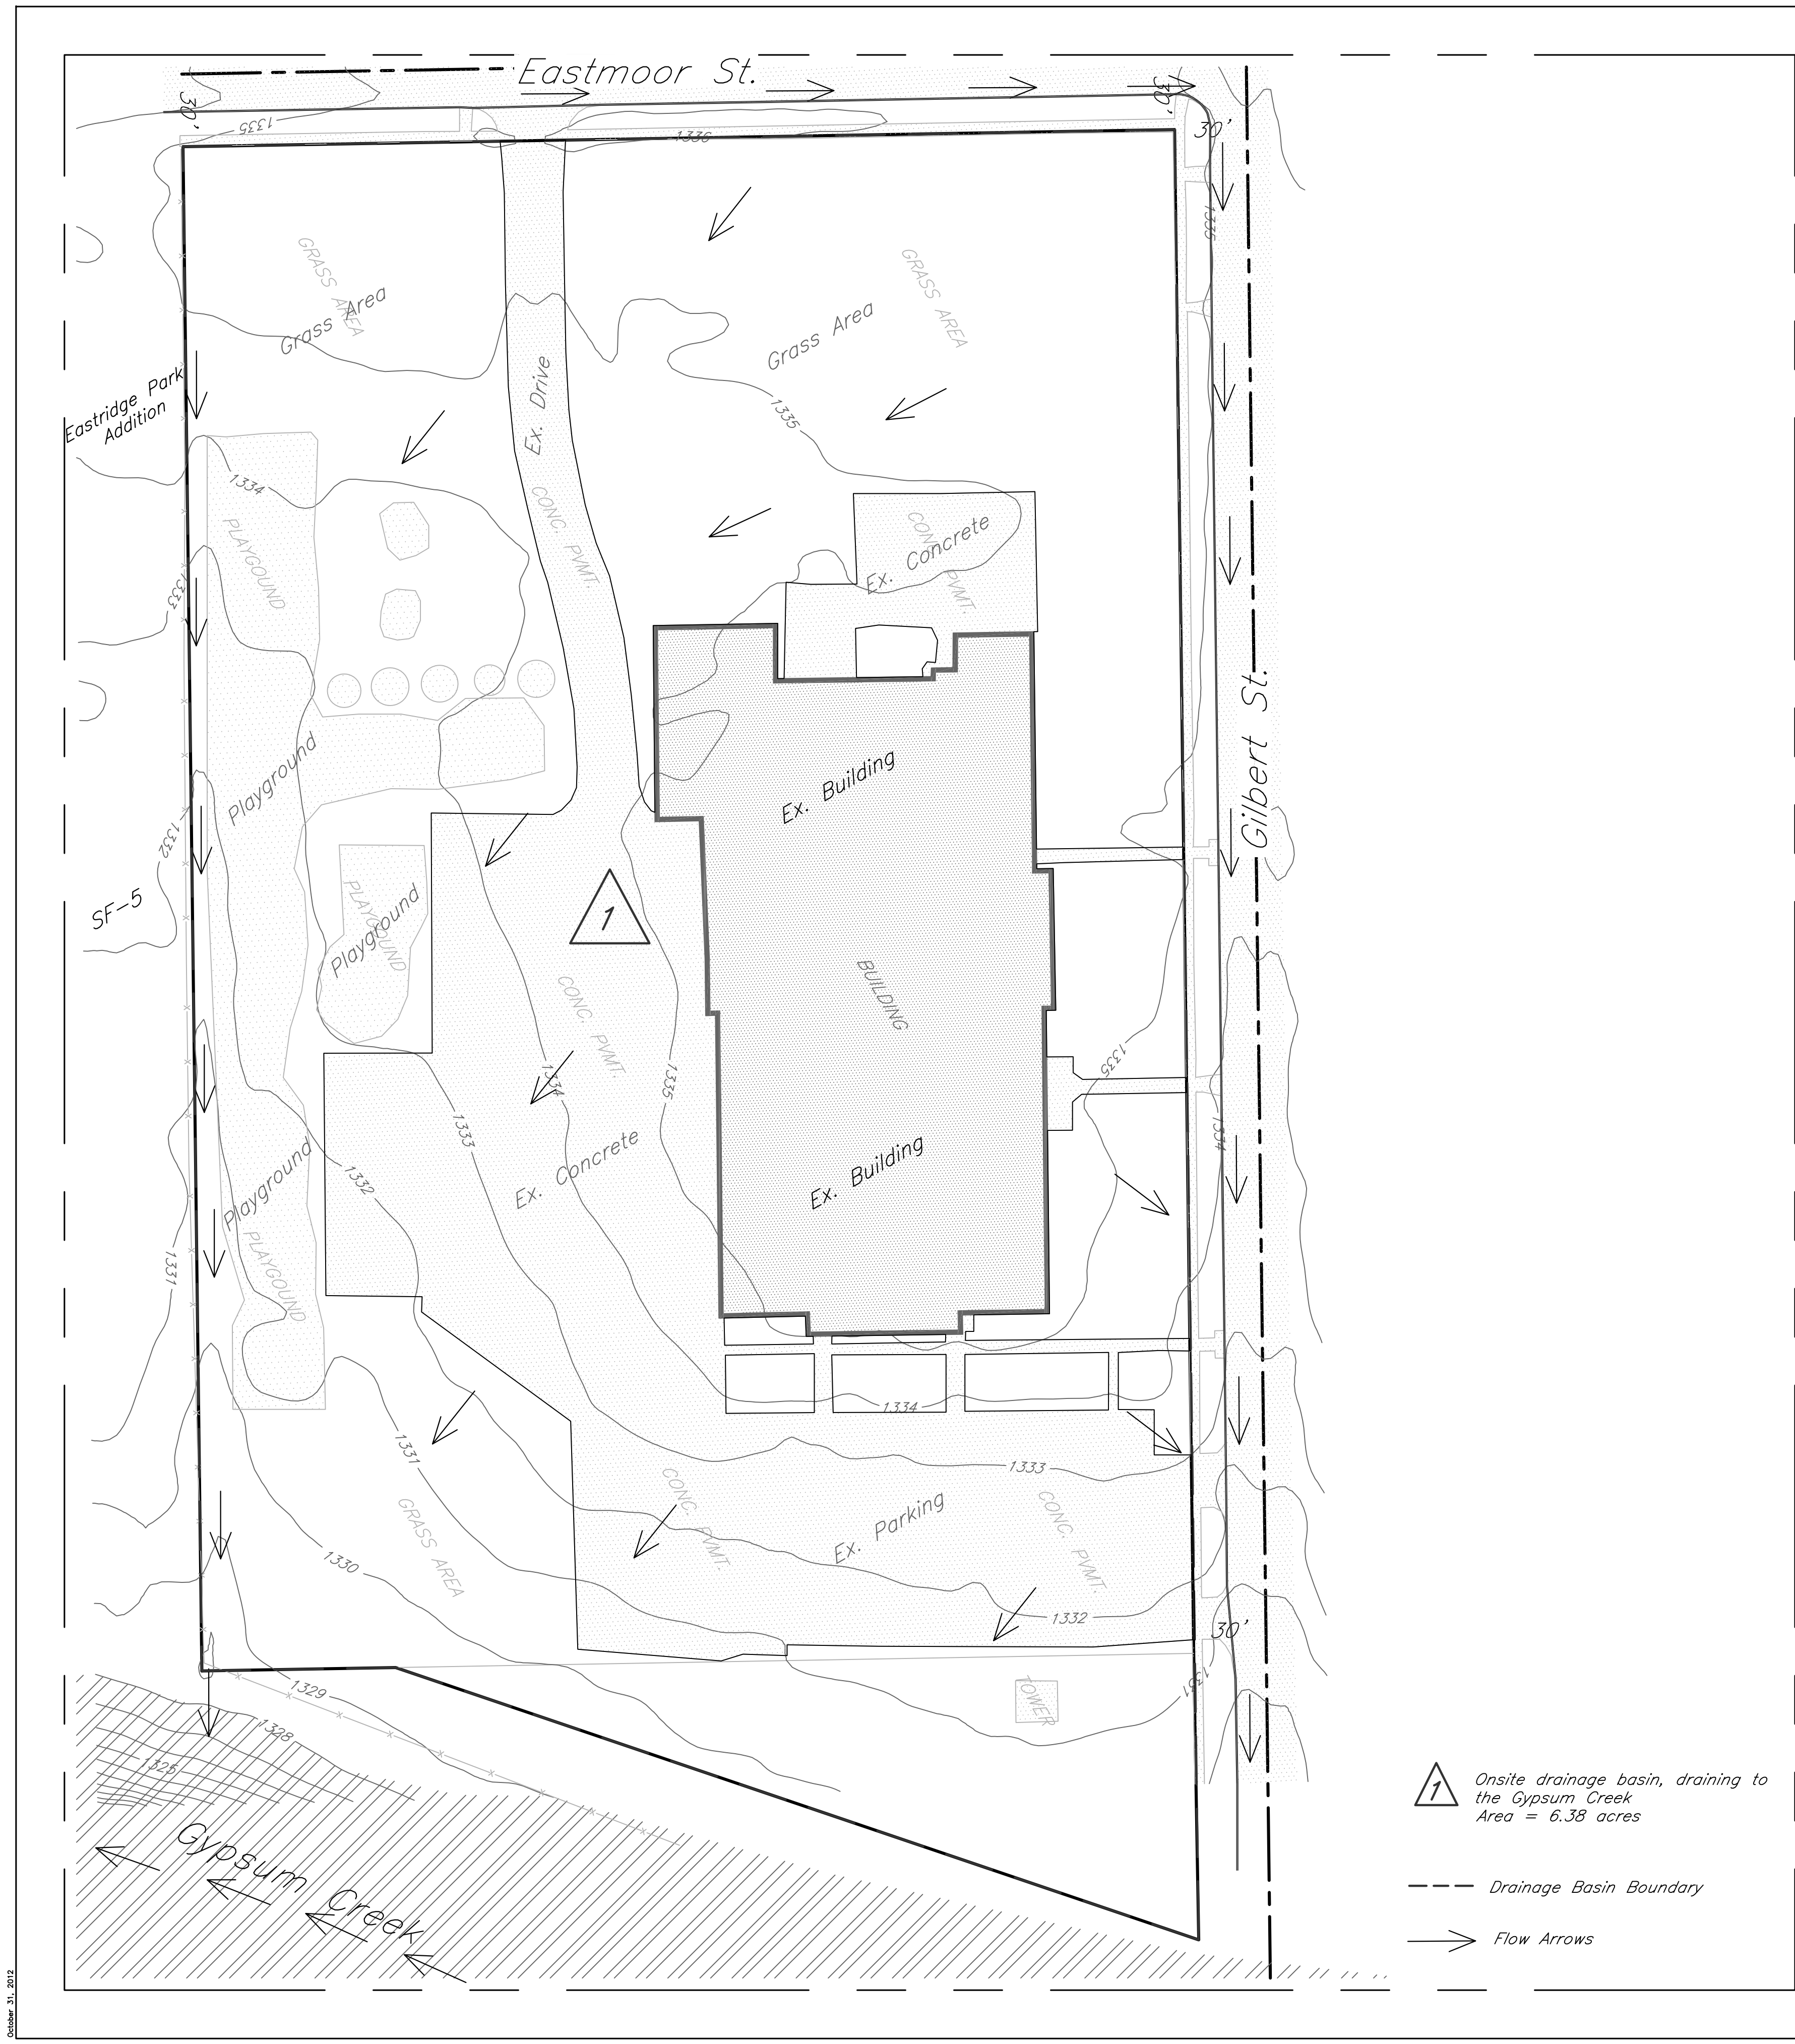 Eastmoor St.
30'
30'
30'
1335
1336
1335
GRASS AREA
Grass Area
GRASS AREA
Grass Area
Ex. Drive
Eastridge Park
Addition
1335
1334
CONC. PVMT.
PLAYGOUND
CONC. PVMT.
Ex. Concrete
1333
Gilbert St.
Playground
Ex. Building
1332
SF-5
PLAYGOUND
Playground
1
CONC. PVMT.
BUILDING
1334
1335
1335
1333
1334
Ex. Concrete
Ex. Building
1332
Playground
PLAYGOUND
1331
1334
1331
1333
GRASS AREA
CONC. PVMT.
Ex. Parking
CONC. PVMT.
1330
1332
30'
1331
1329
TOWER
1328
1325
Gypsum Creek
1
Onsite drainage basin, draining to
the Gypsum Creek
Area = 6.38 acres
Drainage Basin Boundary
Flow Arrows
October 31, 2012